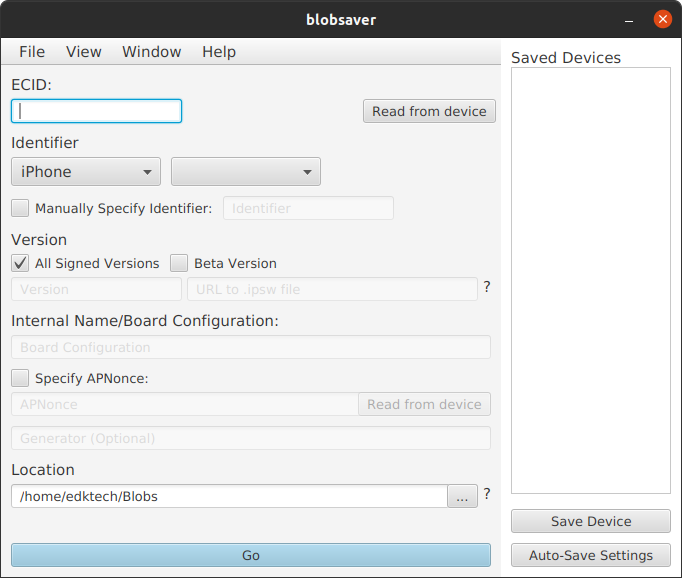 blobsaver
File View Window Help
ECID:
Read from device
Identifier
iPhone
Manually Specify Identifier: Identifier
Version
All Signed Versions Beta Version
Version URL to .ipsw file ?
Internal Name/Board Configuration:
Board Configuration
Specify APNonce:
APNonce Read from device
Generator (Optional)
Location
/home/edktech/Blobs ... ?
Go
Saved Devices
Save Device
Auto-Save Settings